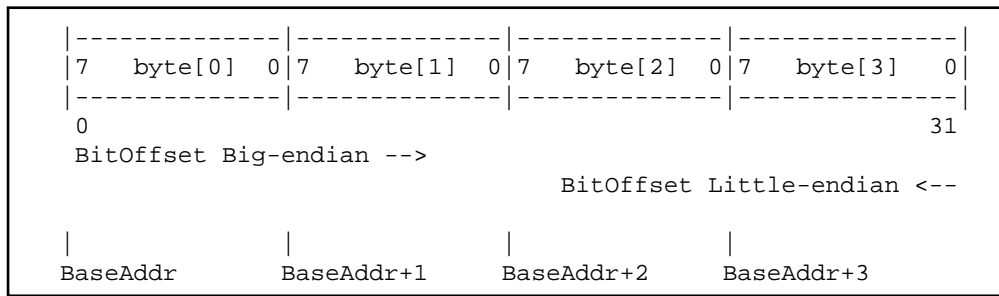 |--------------|--------------|--------------|---------------|
|7   byte[0]  0|7   byte[1]  0|7   byte[2]  0|7   byte[3]   0|
|--------------|--------------|--------------|---------------|
 0                                                         31
 BitOffset Big-endian -->
                                  BitOffset Little-endian <--
|              |              |              |
BaseAddr       BaseAddr+1     BaseAddr+2     BaseAddr+3